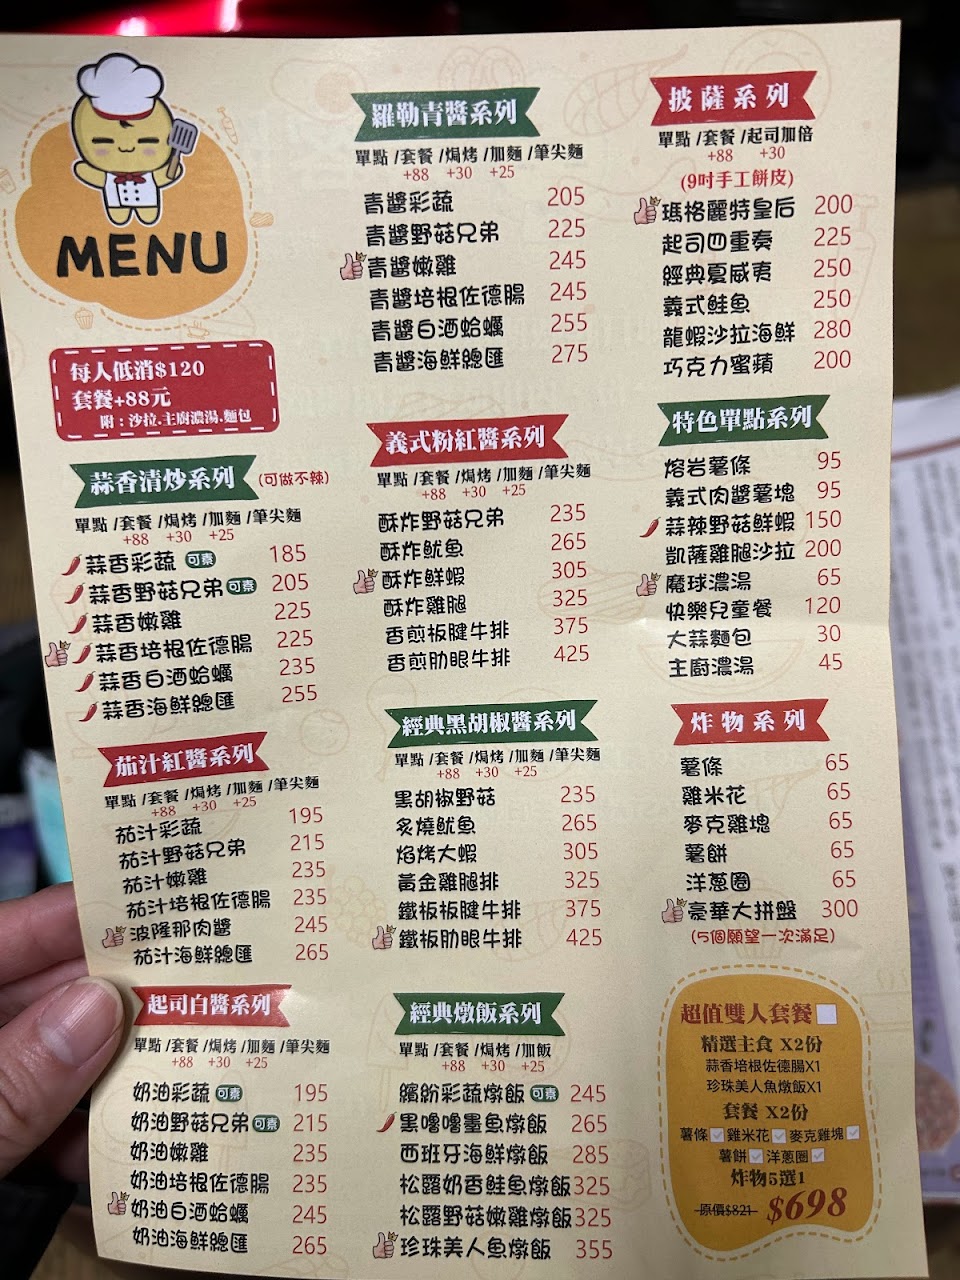 MENU
每人低消$120
套餐+88元
附：沙拉.主廚濃湯.麵包
蒜香清炒系列 (可做不辣)
單點 /套餐 /焗烤 /加麵 /筆尖麵
+88 +30 +25
蒜香彩蔬 可素 185
蒜香野菇兄弟 可素 205
蒜香嫩雞 225
蒜香培根佐德腸 225
蒜香白酒蛤蠣 235
蒜香海鮮總匯 255
茄汁紅醬系列
單點 /套餐 /焗烤 /加麵 /筆尖麵
+88 +30 +25
茄汁彩蔬 195
茄汁野菇兄弟 215
茄汁嫩雞 235
茄汁培根佐德腸 235
波隆那肉醬 245
茄汁海鮮總匯 265
起司白醬系列
單點 /套餐 /焗烤 /加麵 /筆尖麵
+88 +30 +25
奶油彩蔬 可素 195
奶油野菇兄弟 可素 215
奶油嫩雞 235
奶油培根佐德腸 235
奶油白酒蛤蠣 245
奶油海鮮總匯 265
羅勒青醬系列
單點 /套餐 /焗烤 /加麵 /筆尖麵
+88 +30 +25
青醬彩蔬 205
青醬野菇兄弟 225
青醬嫩雞 245
青醬培根佐德腸 245
青醬白酒蛤蠣 255
青醬海鮮總匯 275
義式粉紅醬系列
單點 /套餐 /焗烤 /加麵 /筆尖麵
+88 +30 +25
酥炸野菇兄弟 235
酥炸魷魚 265
酥炸鮮蝦 305
酥炸雞腿 325
香煎板腱牛排 375
香煎肋眼牛排 425
經典黑胡椒醬系列
單點 /套餐 /焗烤 /加麵 /筆尖麵
+88 +30 +25
黑胡椒野菇 235
炙燒魷魚 265
焰烤大蝦 305
黃金雞腿排 325
鐵板板腱牛排 375
鐵板肋眼牛排 425
經典燉飯系列
單點 /套餐 /焗烤 /加飯
+88 +30 +25
繽紛彩蔬燉飯 可素 245
黑嚕嚕墨魚燉飯 265
西班牙海鮮燉飯 285
松露奶香鮭魚燉飯 325
松露野菇嫩雞燉飯 325
珍珠美人魚燉飯 355
披薩系列
單點 /套餐 /起司加倍
+88 +30
(9吋手工餅皮)
瑪格麗特皇后 200
起司四重奏 225
經典夏威夷 250
義式鮭魚 250
龍蝦沙拉海鮮 280
巧克力蜜蘋 200
特色單點系列
熔岩薯條 95
義式肉醬薯塊 95
蒜辣野菇鮮蝦 150
凱薩雞腿沙拉 200
魔球濃湯 65
快樂兒童餐 120
大蒜麵包 30
主廚濃湯 45
炸物系列
薯條 65
雞米花 65
麥克雞塊 65
薯餅 65
洋蔥圈 65
豪華大拼盤 300
(5個願望一次滿足)
超值雙人套餐
精選主食 X2份
蒜香培根佐德腸X1
珍珠美人魚燉飯X1
套餐 X2份
薯條 雞米花 麥克雞塊
薯餅 洋蔥圈
炸物5選1
原價$821 $698